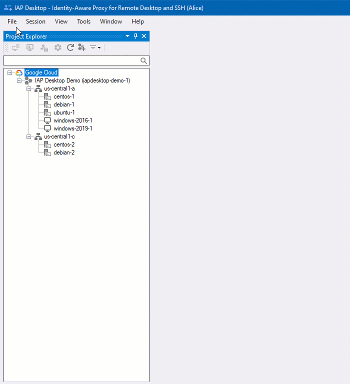 IAP Desktop - Identity-Aware Proxy for Remote Desktop and SSH (Alice)
File Session View Tools Window Help
Project Explorer
Google Cloud
IAP Desktop Demo (iapdesktop-demo-1)
us-central1-a
centos-1
debian-1
ubuntu-1
windows-2016-1
windows-2019-1
us-central1-c
centos-2
debian-2